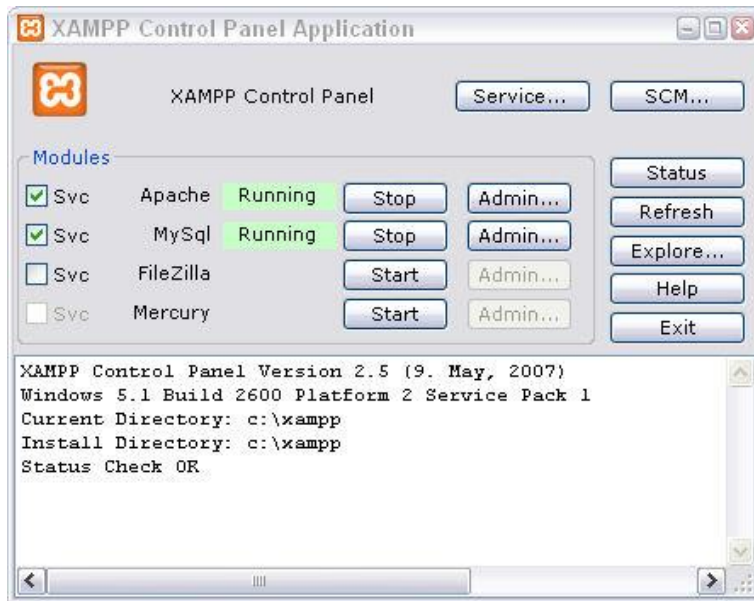 XAMPP Control Panel Application
XAMPP Control Panel Service... SCM...
Modules
Svc Apache Running Stop Admin...
Svc MySql Running Stop Admin...
Svc FileZilla Start Admin...
Svc Mercury Start Admin...
Status
Refresh
Explore...
Help
Exit
XAMPP Control Panel Version 2.5 (9. May, 2007)
Windows 5.1 Build 2600 Platform 2 Service Pack 1
Current Directory: c:\xampp
Install Directory: c:\xampp
Status Check OK